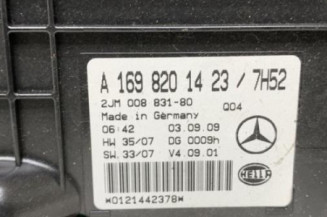 A 169 820 14 23 / 7H52
2JM 008 831-80 Q04
Made in Germany
06:42 03.09.09
HW 35/07 DG 0009h
SW.33/07 V4.09.01
HELLA
*0121442378*